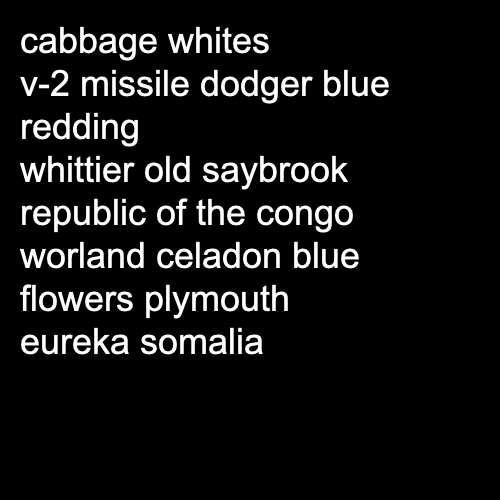 cabbage whites
v-2 missile dodger blue
redding
whittier old saybrook
republic of the congo
worland celadon blue
flowers plymouth
eureka somalia